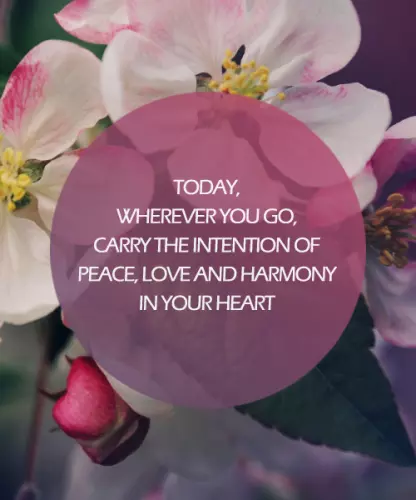 TODAY,
WHEREVER YOU GO,
CARRY THE INTENTION OF
PEACE, LOVE AND HARMONY
IN YOUR HEART